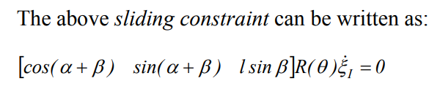 The above sliding constraint can be written as:
[cos(α + β) sin(α + β) l sin β]R(θ)ξ̇_I = 0